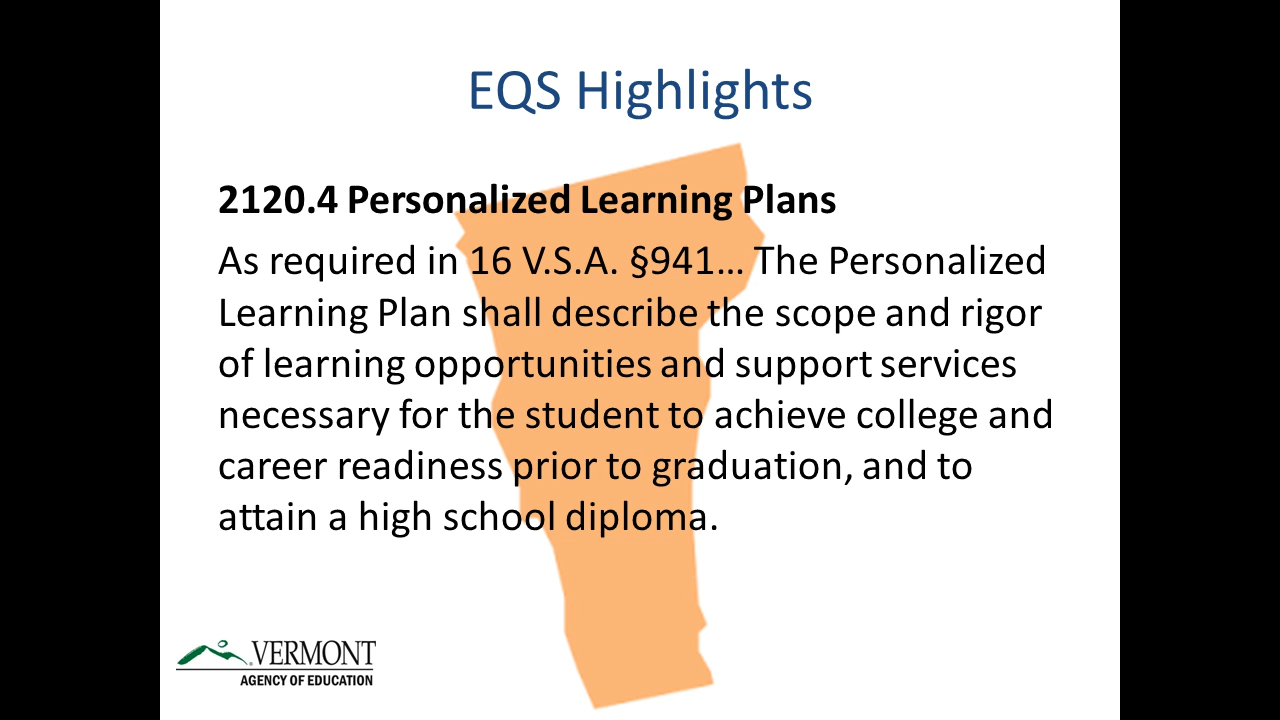 EQS Highlights
2120.4 Personalized Learning Plans
As required in 16 V.S.A. §941… The Personalized
Learning Plan shall describe the scope and rigor
of learning opportunities and support services
necessary for the student to achieve college and
career readiness prior to graduation, and to
attain a high school diploma.
VERMONT
AGENCY OF EDUCATION